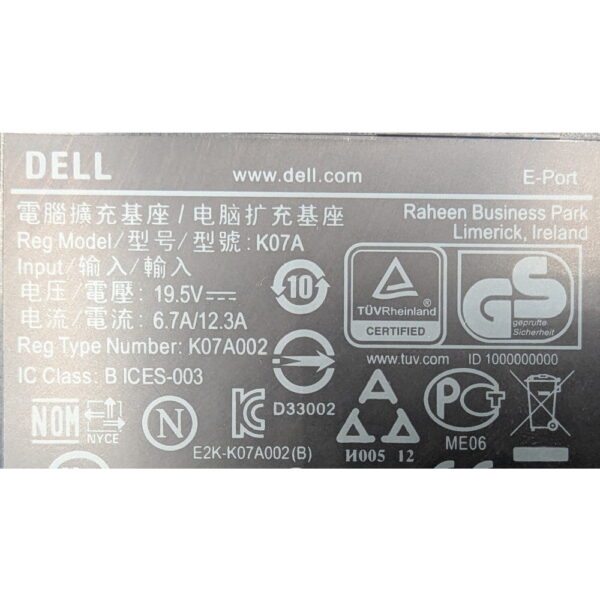 DELL
www.dell.com
E-Port
電腦擴充基座 / 电脑扩充基座
Raheen Business Park
Limerick, Ireland
Reg Model/型号/型號: K07A
Input/输入/輸入
电压/電壓: 19.5V
电流/電流: 6.7A/12.3A
Reg Type Number: K07A002
IC Class: B ICES-003
10
TÜVRheinland®
CERTIFIED
www.tuv.com
GS
geprüfte
Sicherheit
ID 1000000000
D33002
NOM
NYCE
N
E2K-K07A002(B)
И005 12
ME06